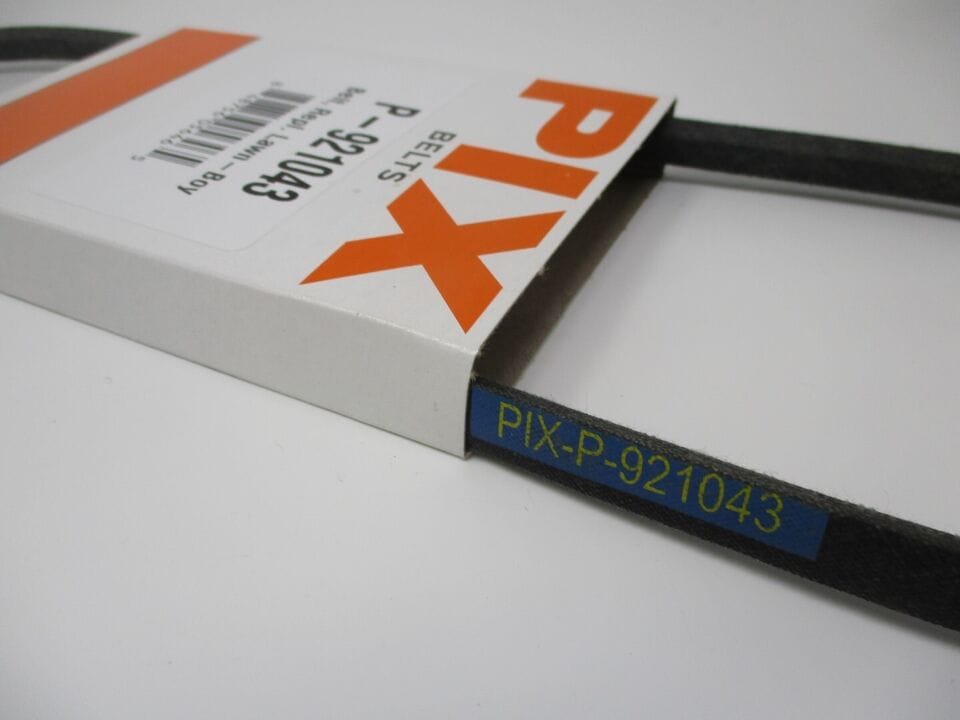 PIX
BELTS
P-921043
Belt, Repl. Lawn-Boy
PIX-P-921043